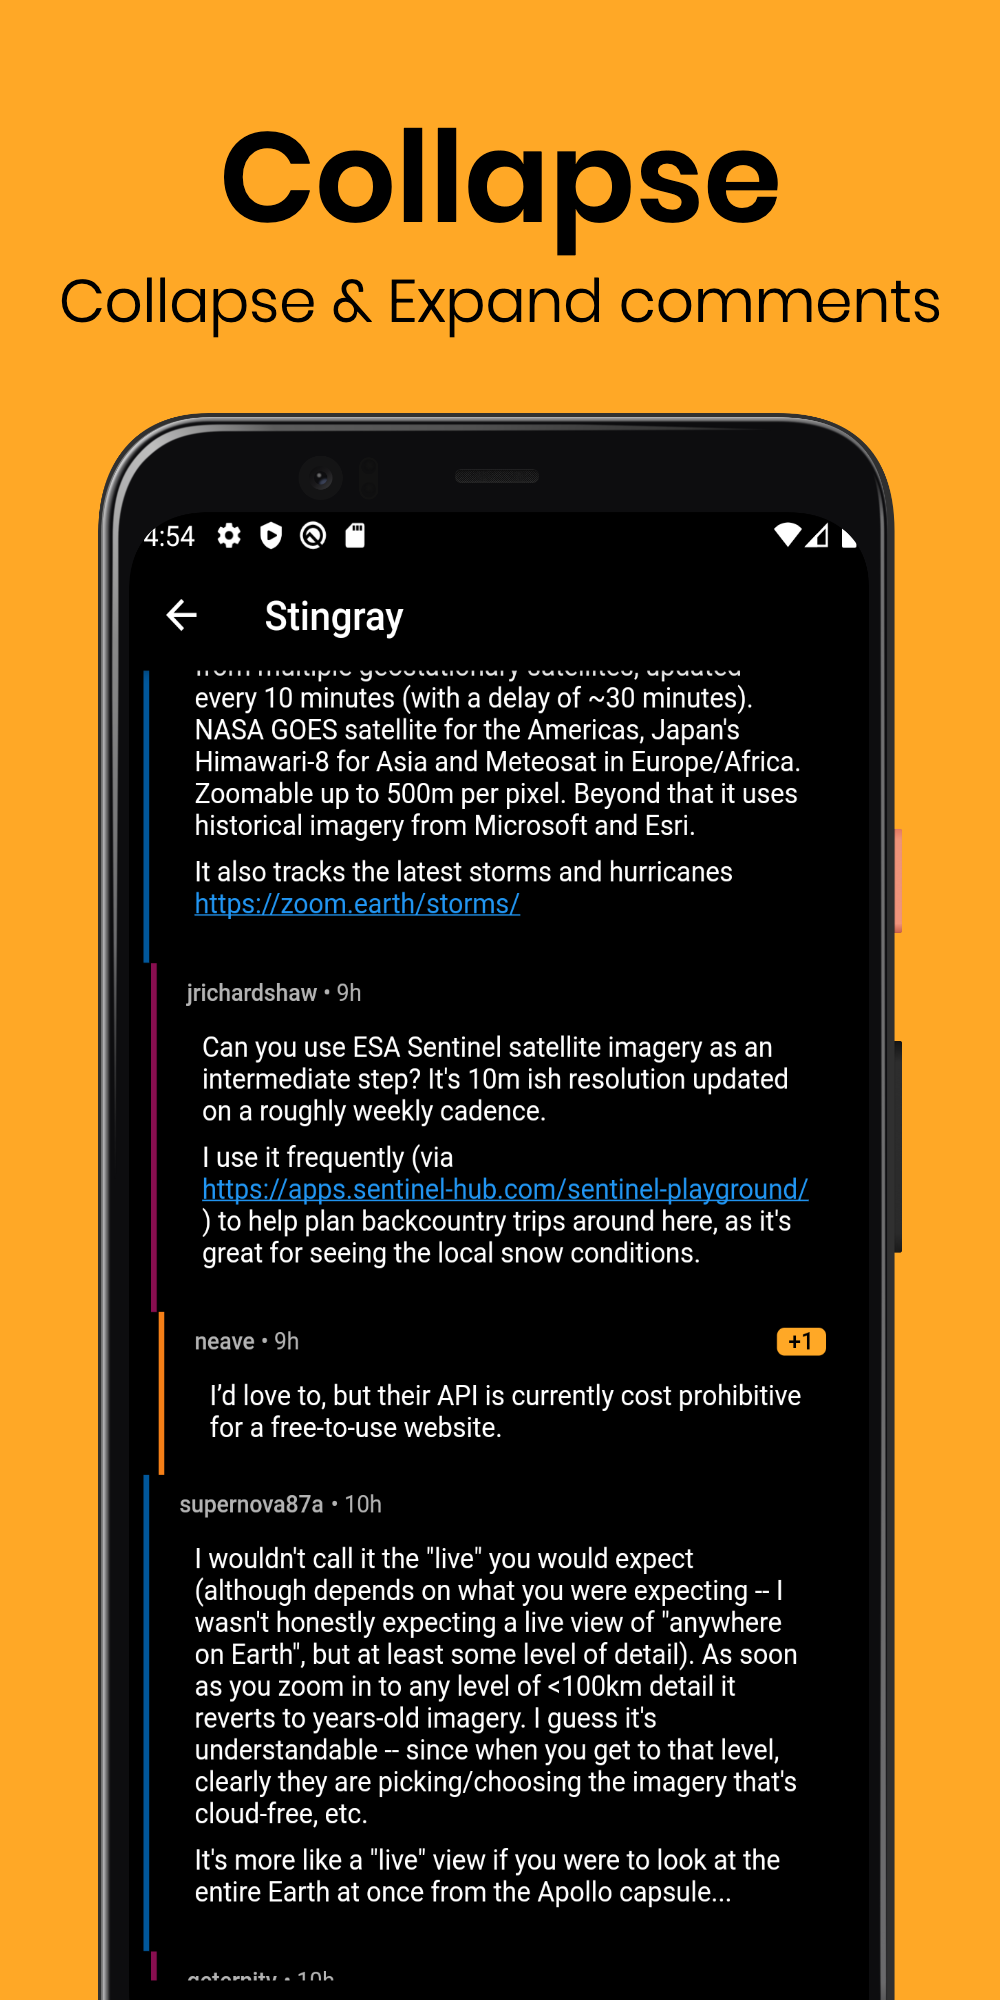 Collapse
Collapse & Expand comments
4:54
Stingray
from multiple geostationary satellites, updated
every 10 minutes (with a delay of ~30 minutes).
NASA GOES satellite for the Americas, Japan's
Himawari-8 for Asia and Meteosat in Europe/Africa.
Zoomable up to 500m per pixel. Beyond that it uses
historical imagery from Microsoft and Esri.
It also tracks the latest storms and hurricanes
https://zoom.earth/storms/
jrichardshaw • 9h
Can you use ESA Sentinel satellite imagery as an
intermediate step? It's 10m ish resolution updated
on a roughly weekly cadence.
I use it frequently (via
https://apps.sentinel-hub.com/sentinel-playground/
) to help plan backcountry trips around here, as it's
great for seeing the local snow conditions.
neave • 9h
+1
I’d love to, but their API is currently cost prohibitive
for a free-to-use website.
supernova87a • 10h
I wouldn't call it the "live" you would expect
(although depends on what you were expecting -- I
wasn't honestly expecting a live view of "anywhere
on Earth", but at least some level of detail). As soon
as you zoom in to any level of <100km detail it
reverts to years-old imagery. I guess it's
understandable -- since when you get to that level,
clearly they are picking/choosing the imagery that's
cloud-free, etc.
It's more like a "live" view if you were to look at the
entire Earth at once from the Apollo capsule...
• 10h